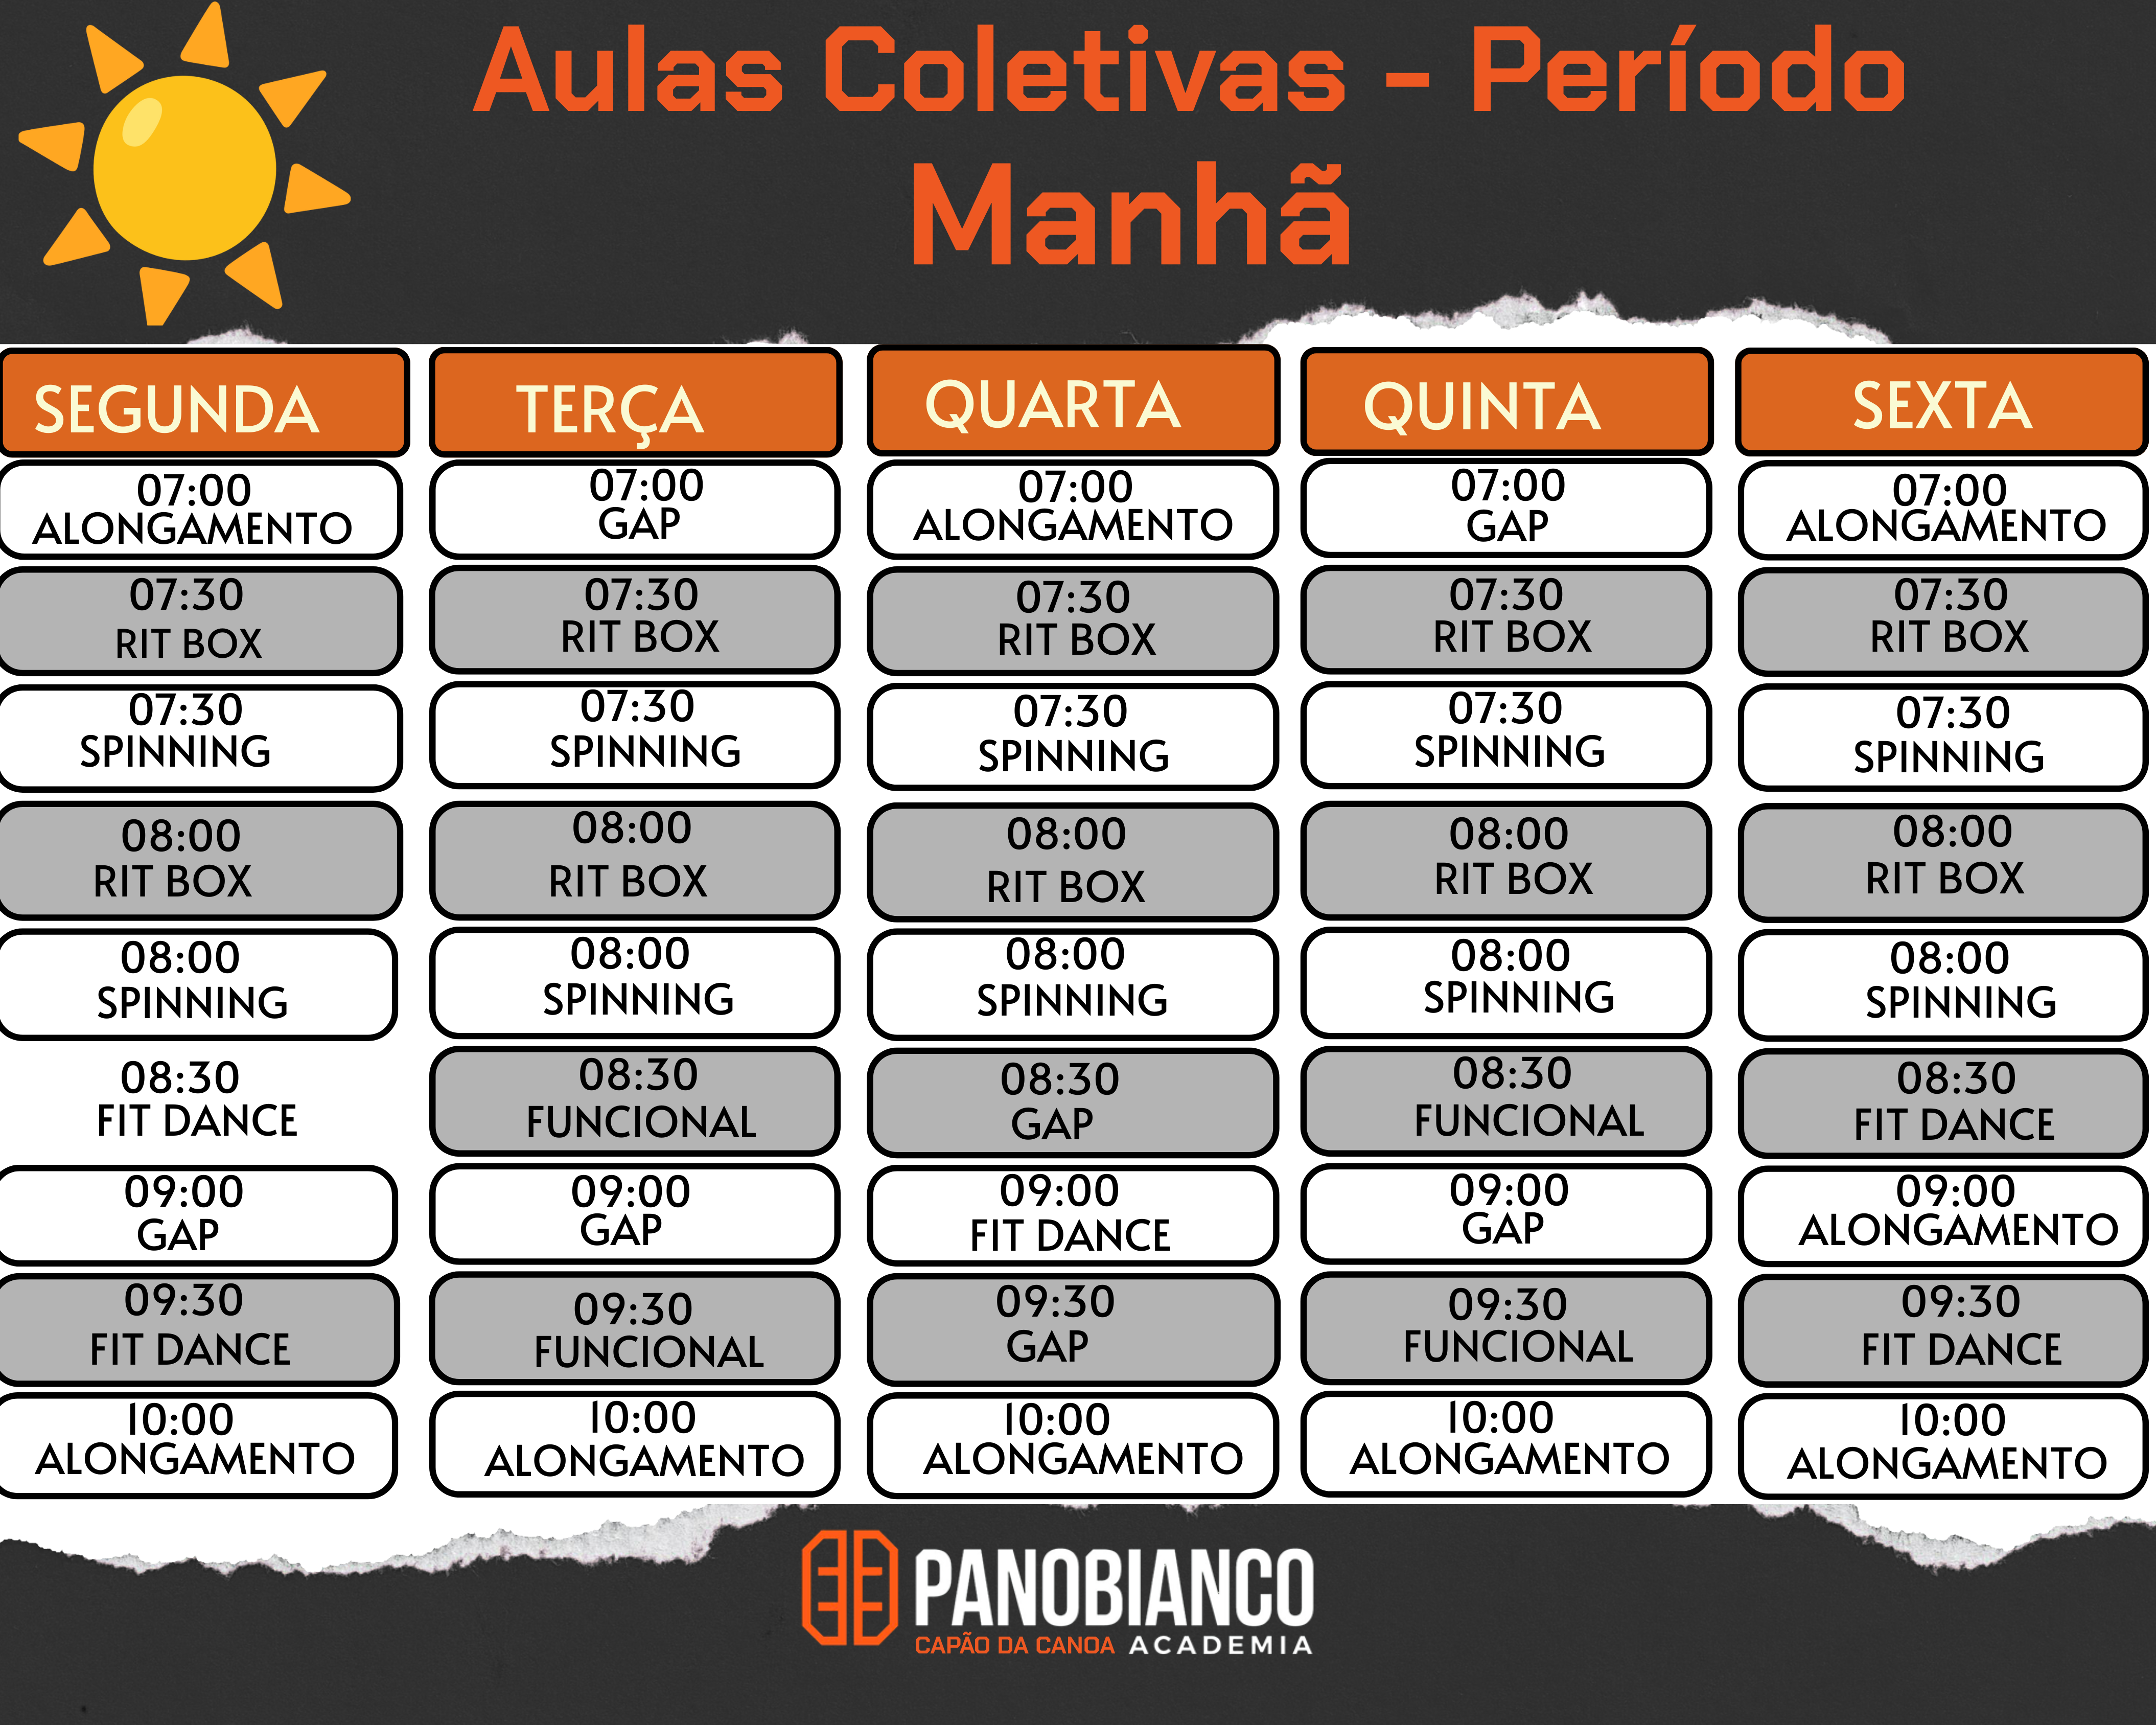 Aulas Coletivas - Período
Manhã
SEGUNDA TERÇA QUARTA QUINTA SEXTA
07:00 07:00 07:00 07:00 07:00
ALONGAMENTO GAP ALONGAMENTO GAP ALONGAMENTO
07:30 07:30 07:30 07:30 07:30
RIT BOX RIT BOX RIT BOX RIT BOX RIT BOX
07:30 07:30 07:30 07:30 07:30
SPINNING SPINNING SPINNING SPINNING SPINNING
08:00 08:00 08:00 08:00 08:00
RIT BOX RIT BOX RIT BOX RIT BOX RIT BOX
08:00 08:00 08:00 08:00 08:00
SPINNING SPINNING SPINNING SPINNING SPINNING
08:30 08:30 08:30 08:30 08:30
FIT DANCE FUNCIONAL GAP FUNCIONAL FIT DANCE
09:00 09:00 09:00 09:00 09:00
GAP GAP FIT DANCE GAP ALONGAMENTO
09:30 09:30 09:30 09:30 09:30
FIT DANCE FUNCIONAL GAP FUNCIONAL FIT DANCE
10:00 10:00 10:00 10:00 10:00
ALONGAMENTO ALONGAMENTO ALONGAMENTO ALONGAMENTO ALONGAMENTO
PANOBIANCO
CAPÃO DA CANOA ACADEMIA